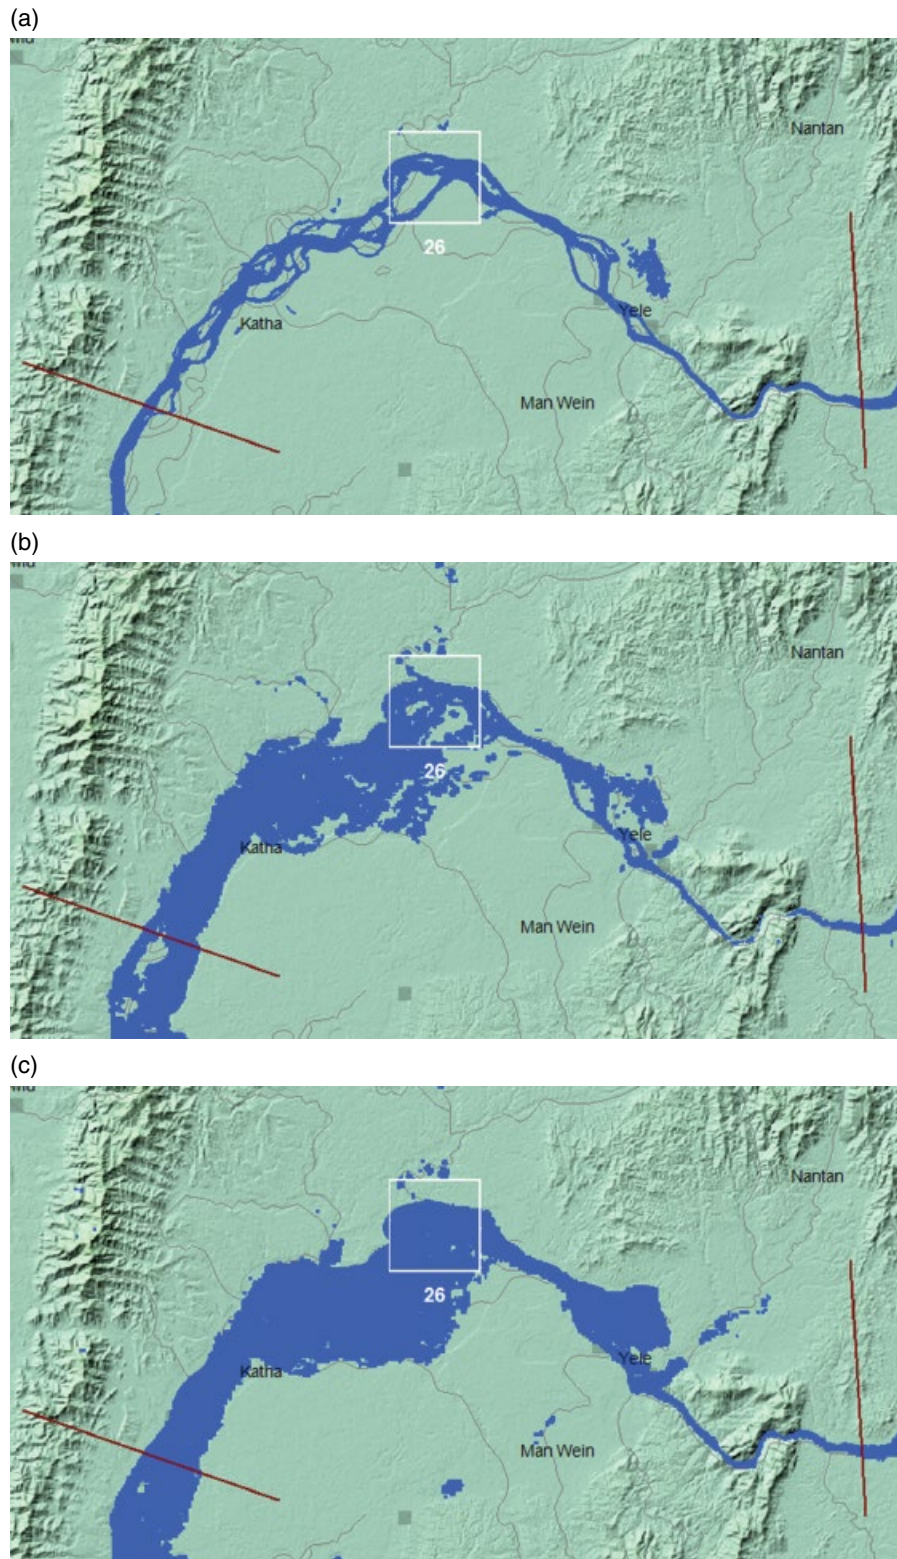 (a)
Nantan
26
Yele
Katha
Man Wein
(b)
Nantan
26
Yele
Katha
Man Wein
(c)
Nantan
26
Yele
Katha
Man Wein